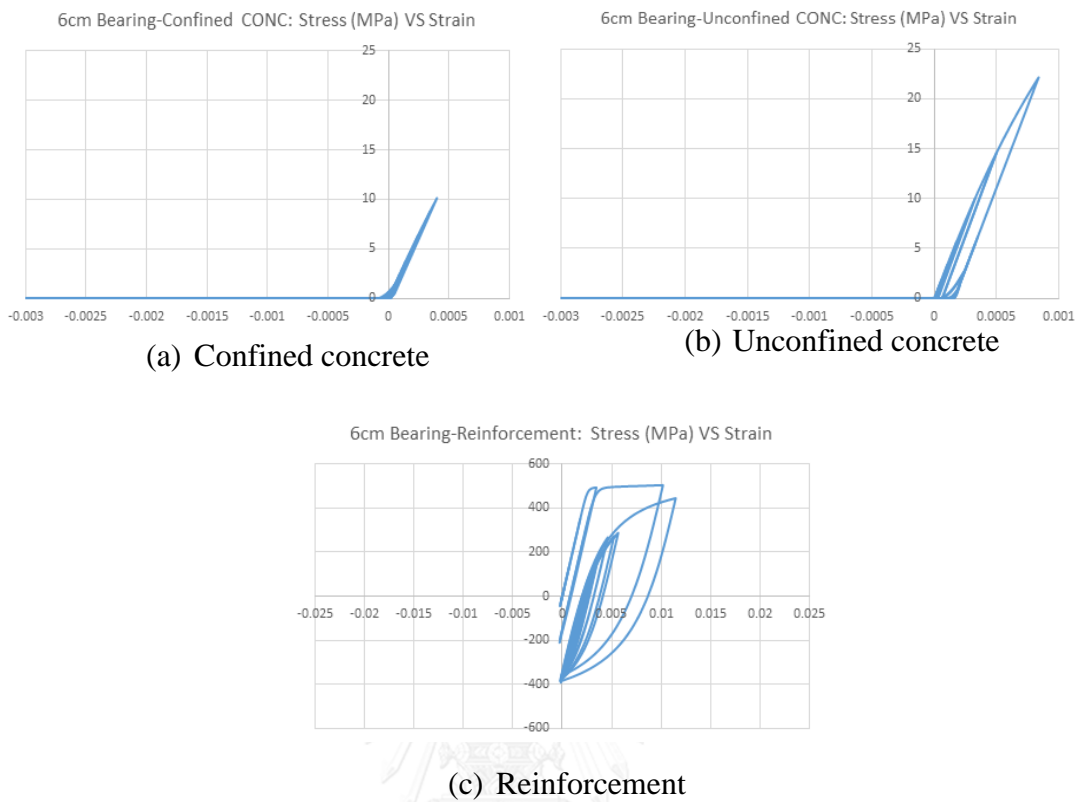 6cm Bearing-Confined CONC: Stress (MPa) VS Strain
25
20
15
10
5
0
-0.003 -0.0025 -0.002 -0.0015 -0.001 -0.0005 0 0.0005 0.001
(a) Confined concrete
6cm Bearing-Unconfined CONC: Stress (MPa) VS Strain
25
20
15
10
5
0
-0.003 -0.0025 -0.002 -0.0015 -0.001 -0.0005 0 0.0005 0.001
(b) Unconfined concrete
6cm Bearing-Reinforcement: Stress (MPa) VS Strain
600
400
200
0
-0.025 -0.02 -0.015 -0.01 -0.005 0 0.005 0.01 0.015 0.02 0.025
-200
-400
-600
(c) Reinforcement